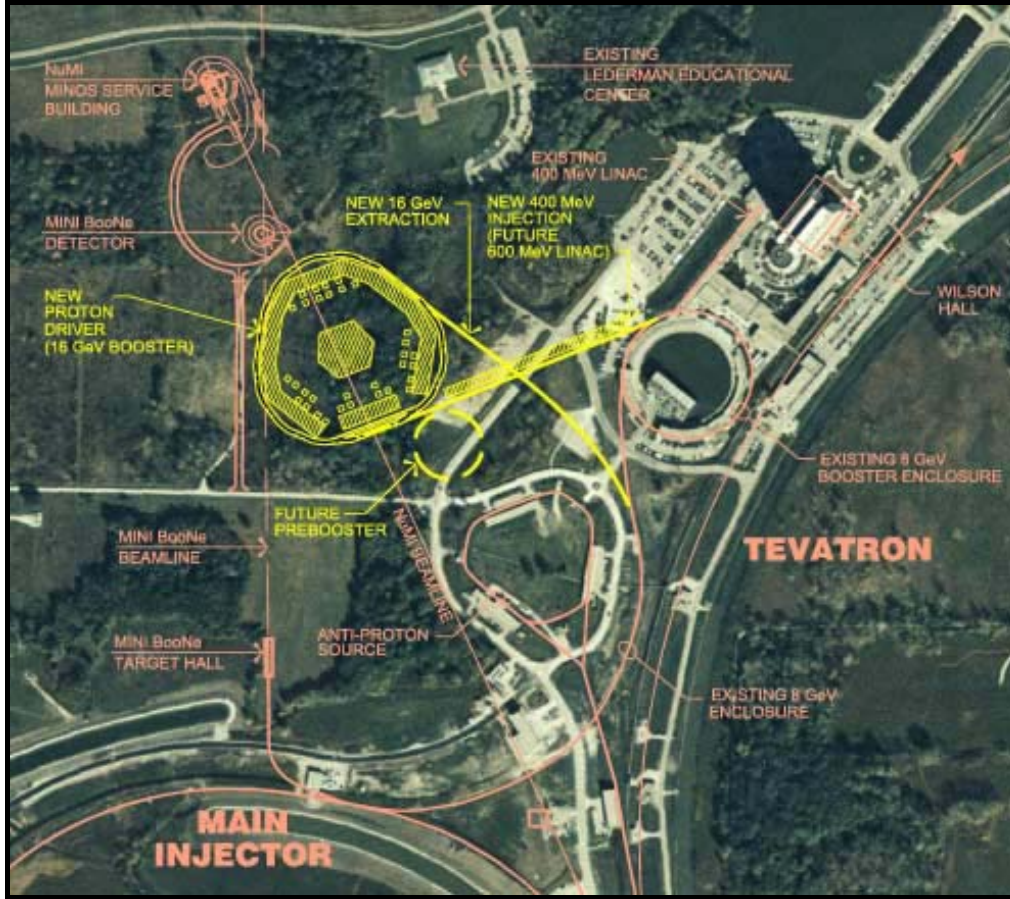 NuMI
MINOS SERVICE
BUILDING
EXISTING
LEDERMAN EDUCATIONAL
CENTER
EXISTING
400 MeV LINAC
NEW 16 GeV
EXTRACTION
NEW 400 MeV
INJECTION
(FUTURE
600 MeV LINAC)
MINI BooNe
DETECTOR
NEW
PROTON
DRIVER
(16 GeV BOOSTER)
WILSON
HALL
EXISTING 8 GeV
BOOSTER ENCLOSURE
FUTURE
PREBOOSTER
NuMI BEAMLINE
MINI BooNe
BEAMLINE
TEVATRON
ANTI-PROTON
SOURCE
MINI BooNe
TARGET HALL
EXISTING 8 GeV
ENCLOSURE
MAIN
INJECTOR